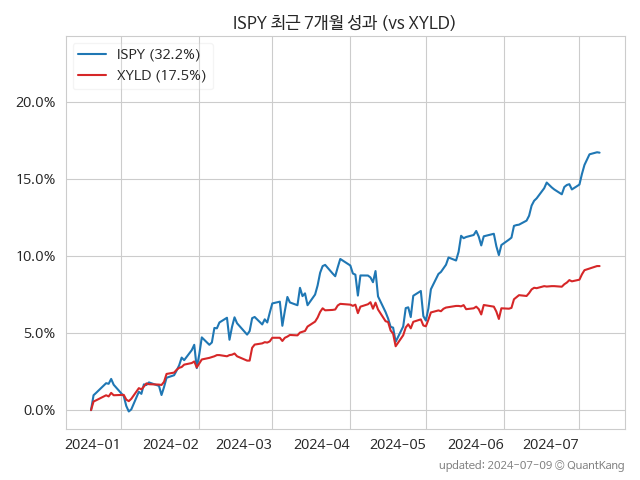 ISPY 최근 7개월 성과 (vs XYLD)
ISPY (32.2%)
XYLD (17.5%)
20.0%
15.0%
10.0%
5.0%
0.0%
2024-01 2024-02 2024-03 2024-04 2024-05 2024-06 2024-07
updated: 2024-07-09 © QuantKang